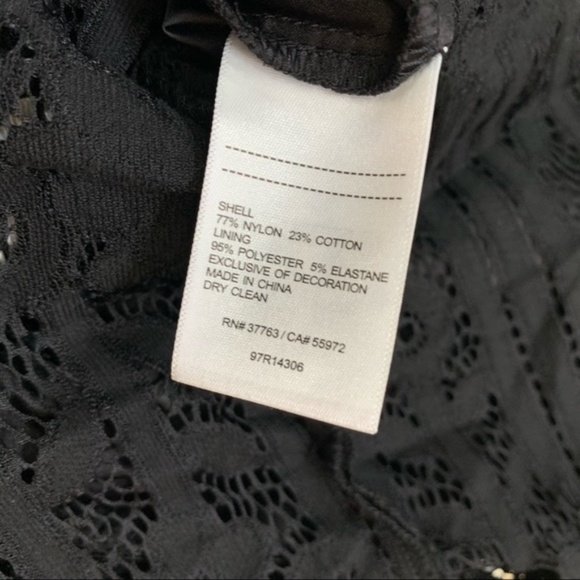 SHELL
77% NYLON 23% COTTON
LINING
95% POLYESTER 5% ELASTANE
EXCLUSIVE OF DECORATION
MADE IN CHINA
DRY CLEAN
RN# 37763 / CA# 55972
97R14306